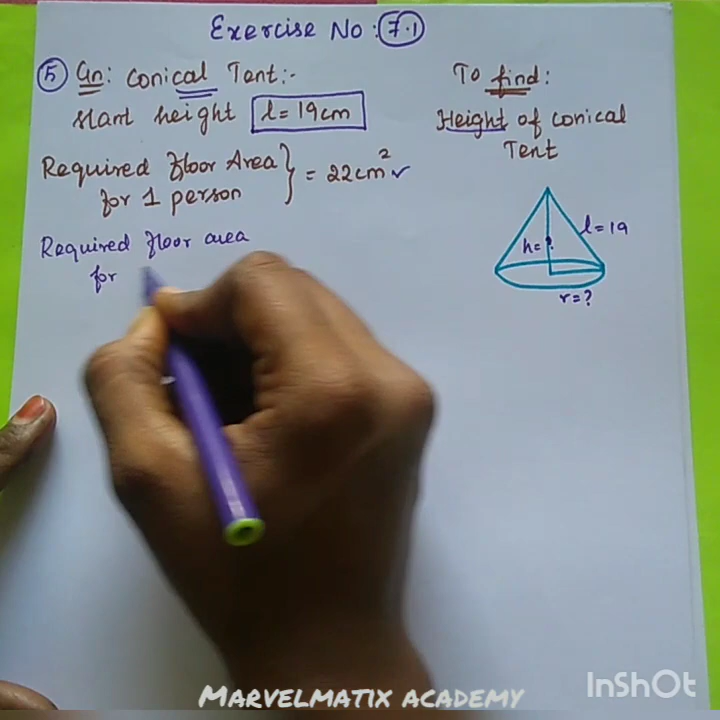 Exercise No: 7.1
5 Gn: Conical Tent:-
slant height l = 19cm
Required Floor Area
for 1 person } = 22cm² ✓
Required floor area
for
To find:
Height of conical
Tent
l = 19
h = ?
r = ?
MARVELMATIX ACADEMY
InShOt